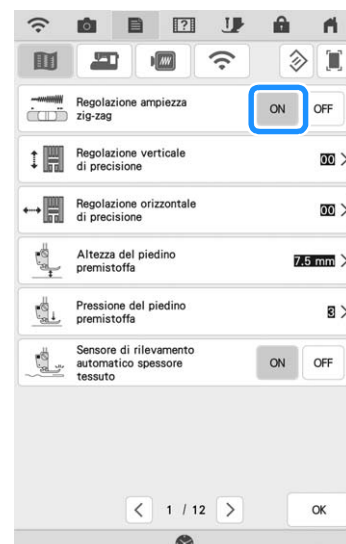 ?
Regolazione ampiezza
zig-zag
ON
OFF
Regolazione verticale
di precisione
00
Regolazione orizzontale
di precisione
00
Altezza del piedino
premistoffa
7.5 mm
Pressione del piedino
premistoffa
3
Sensore di rilevamento
automatico spessore
tessuto
ON
OFF
1 / 12
OK